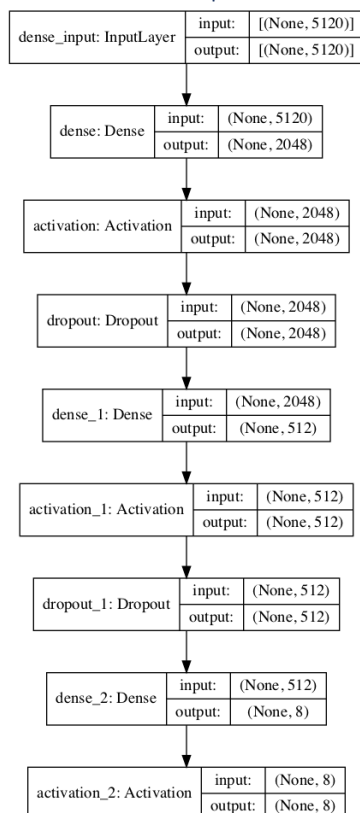 dense_input: InputLayer
input: [(None, 5120)]
output: [(None, 5120)]
dense: Dense
input: (None, 5120)
output: (None, 2048)
activation: Activation
input: (None, 2048)
output: (None, 2048)
dropout: Dropout
input: (None, 2048)
output: (None, 2048)
dense_1: Dense
input: (None, 2048)
output: (None, 512)
activation_1: Activation
input: (None, 512)
output: (None, 512)
dropout_1: Dropout
input: (None, 512)
output: (None, 512)
dense_2: Dense
input: (None, 512)
output: (None, 8)
activation_2: Activation
input: (None, 8)
output: (None, 8)